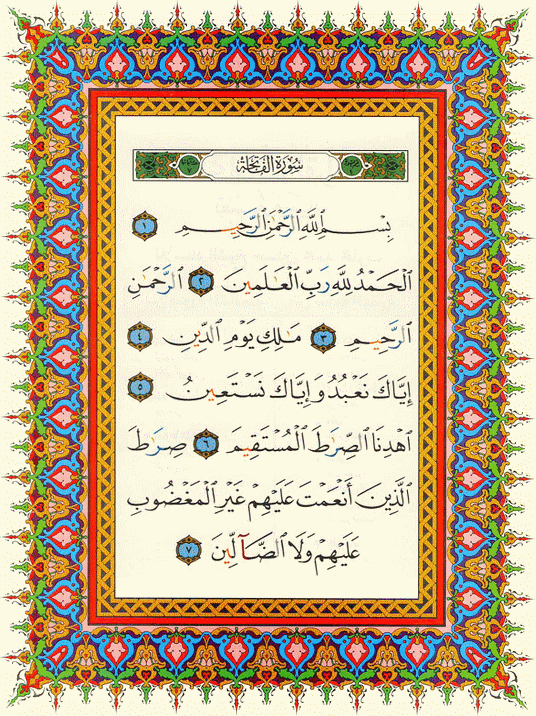 سُورَةُ الْفَاتِحَةِ
بِسْمِ ٱللَّهِ ٱلرَّحْمَٰنِ ٱلرَّحِيمِ ١
ٱلْحَمْدُ لِلَّهِ رَبِّ ٱلْعَٰلَمِينَ ٢ ٱلرَّحْمَٰنِ
ٱلرَّحِيمِ ٣ مَٰلِكِ يَوْمِ ٱلدِّينِ ٤
إِيَّاكَ نَعْبُدُ وَإِيَّاكَ نَسْتَعِينُ ٥
ٱهْدِنَا ٱلصِّرَٰطَ ٱلْمُسْتَقِيمَ ٦ صِرَٰطَ
ٱلَّذِينَ أَنْعَمْتَ عَلَيْهِمْ غَيْرِ ٱلْمَغْضُوبِ
عَلَيْهِمْ وَلَا ٱلضَّآلِّينَ ٧